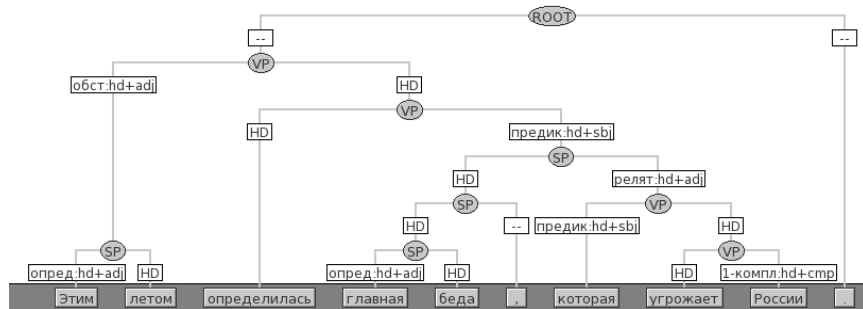 ROOT
-- --
VP
обст:hd+adj HD
VP
HD предик:hd+sbj
SP
HD релят:hd+adj
SP VP
HD -- предик:hd+sbj HD
SP SP VP
опред:hd+adj HD опред:hd+adj HD HD 1-компл:hd+cmp
Этим летом определилась главная беда , которая угрожает России .